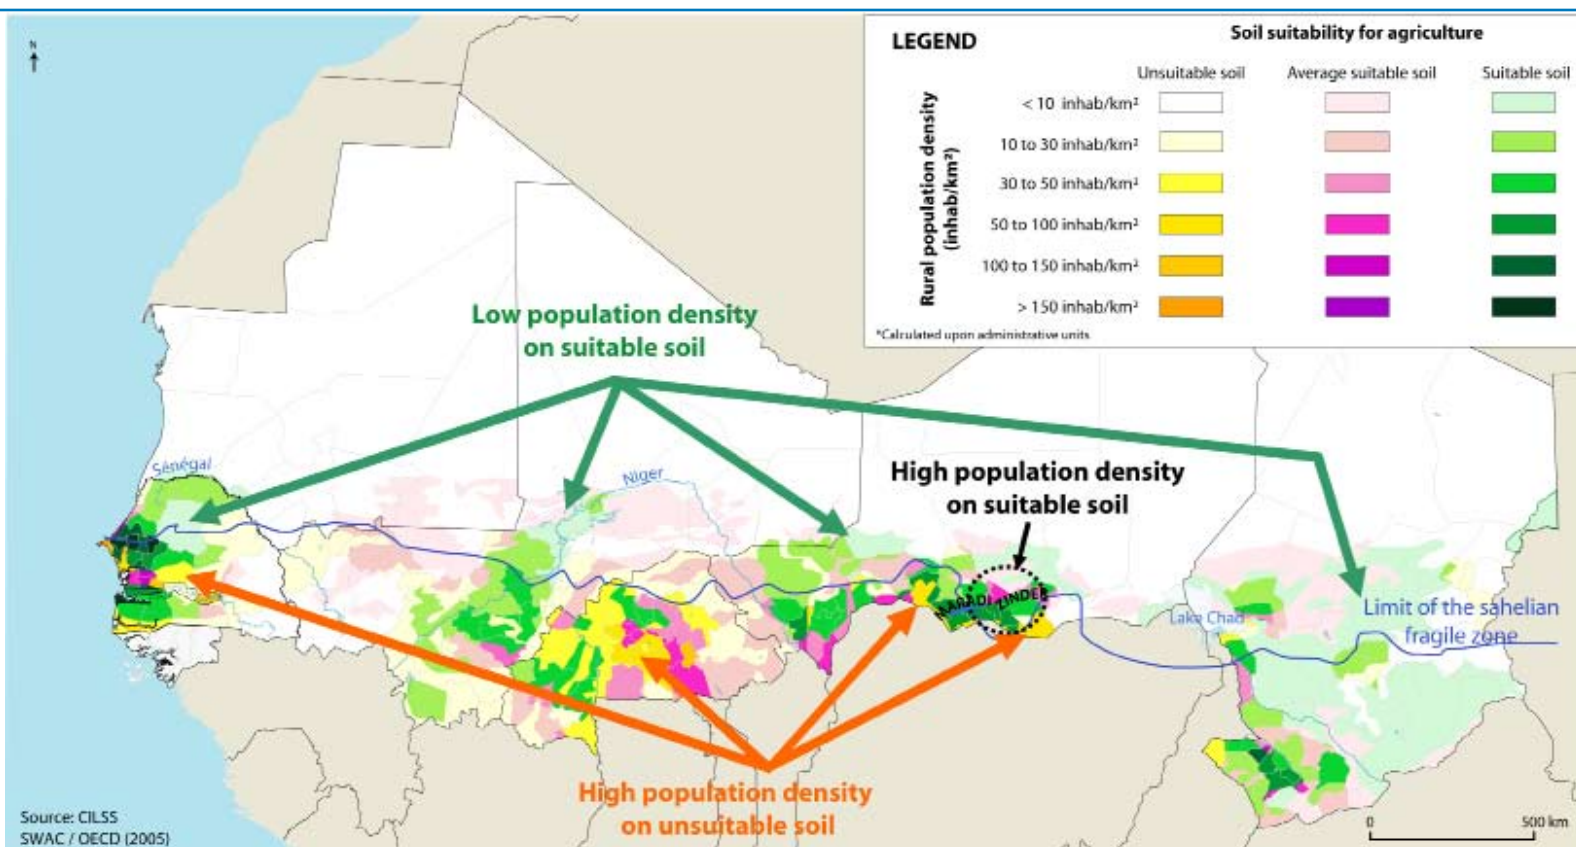 N
LEGEND
Soil suitability for agriculture
Unsuitable soil
Average suitable soil
Suitable soil
Rural population density
(inhab/km²)
< 10 inhab/km²
10 to 30 inhab/km²
30 to 50 inhab/km²
50 to 100 inhab/km²
100 to 150 inhab/km²
> 150 inhab/km²
*Calculated upon administrative units
Low population density
on suitable soil
Sénégal
Niger
High population density
on suitable soil
MARADI ZINDER
Lake Chad
Limit of the sahelian
fragile zone
High population density
on unsuitable soil
Source: CILSS
SWAC / OECD (2005)
0
500 km